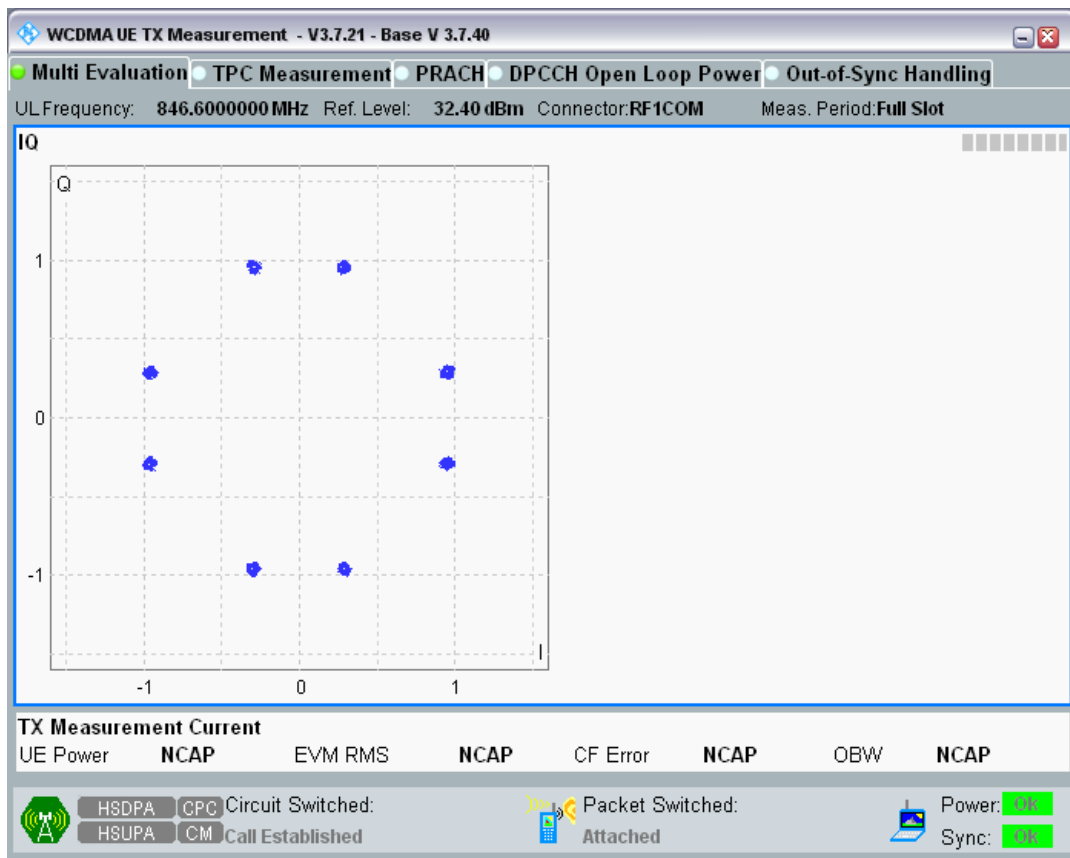 WCDMA UE TX Measurement - V3.7.21 - Base V 3.7.40
Multi Evaluation TPC Measurement PRACH DPCCH Open Loop Power Out-of-Sync Handling
ULFrequency: 846.6000000 MHz Ref. Level: 32.40 dBm Connector:RF1COM Meas. Period:Full Slot
IQ
Q
1
0
-1
I
-1 0 1
TX Measurement Current
UE Power NCAP EVM RMS NCAP CF Error NCAP OBW NCAP
HSDPA CPC Circuit Switched: Packet Switched: Power: Ok
HSUPA CM Call Established Attached Sync: Ok